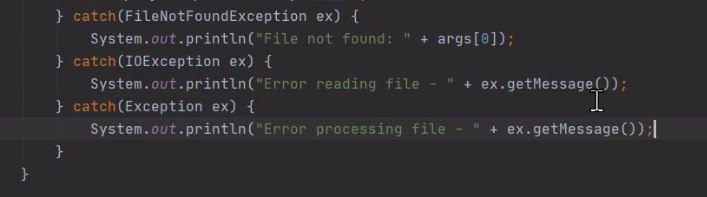 } catch(FileNotFoundException ex) {
System.out.println("File not found: " + args[0]);
} catch(IOException ex) {
System.out.println("Error reading file - " + ex.getMessage());
} catch(Exception ex) {
System.out.println("Error processing file - " + ex.getMessage());
}
}